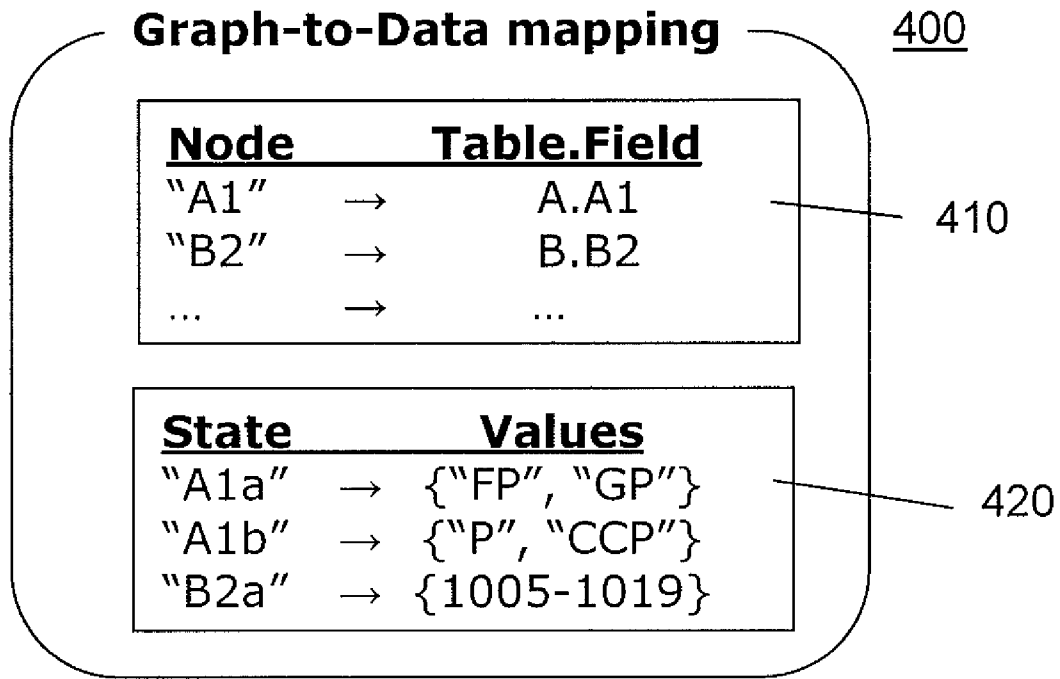 Graph-to-Data mapping 400
Node Table.Field
“A1” → A.A1
“B2” → B.B2
... → ...
410
State Values
“A1a” → {“FP”, “GP”}
“A1b” → {“P”, “CCP”}
“B2a” → {1005-1019}
420